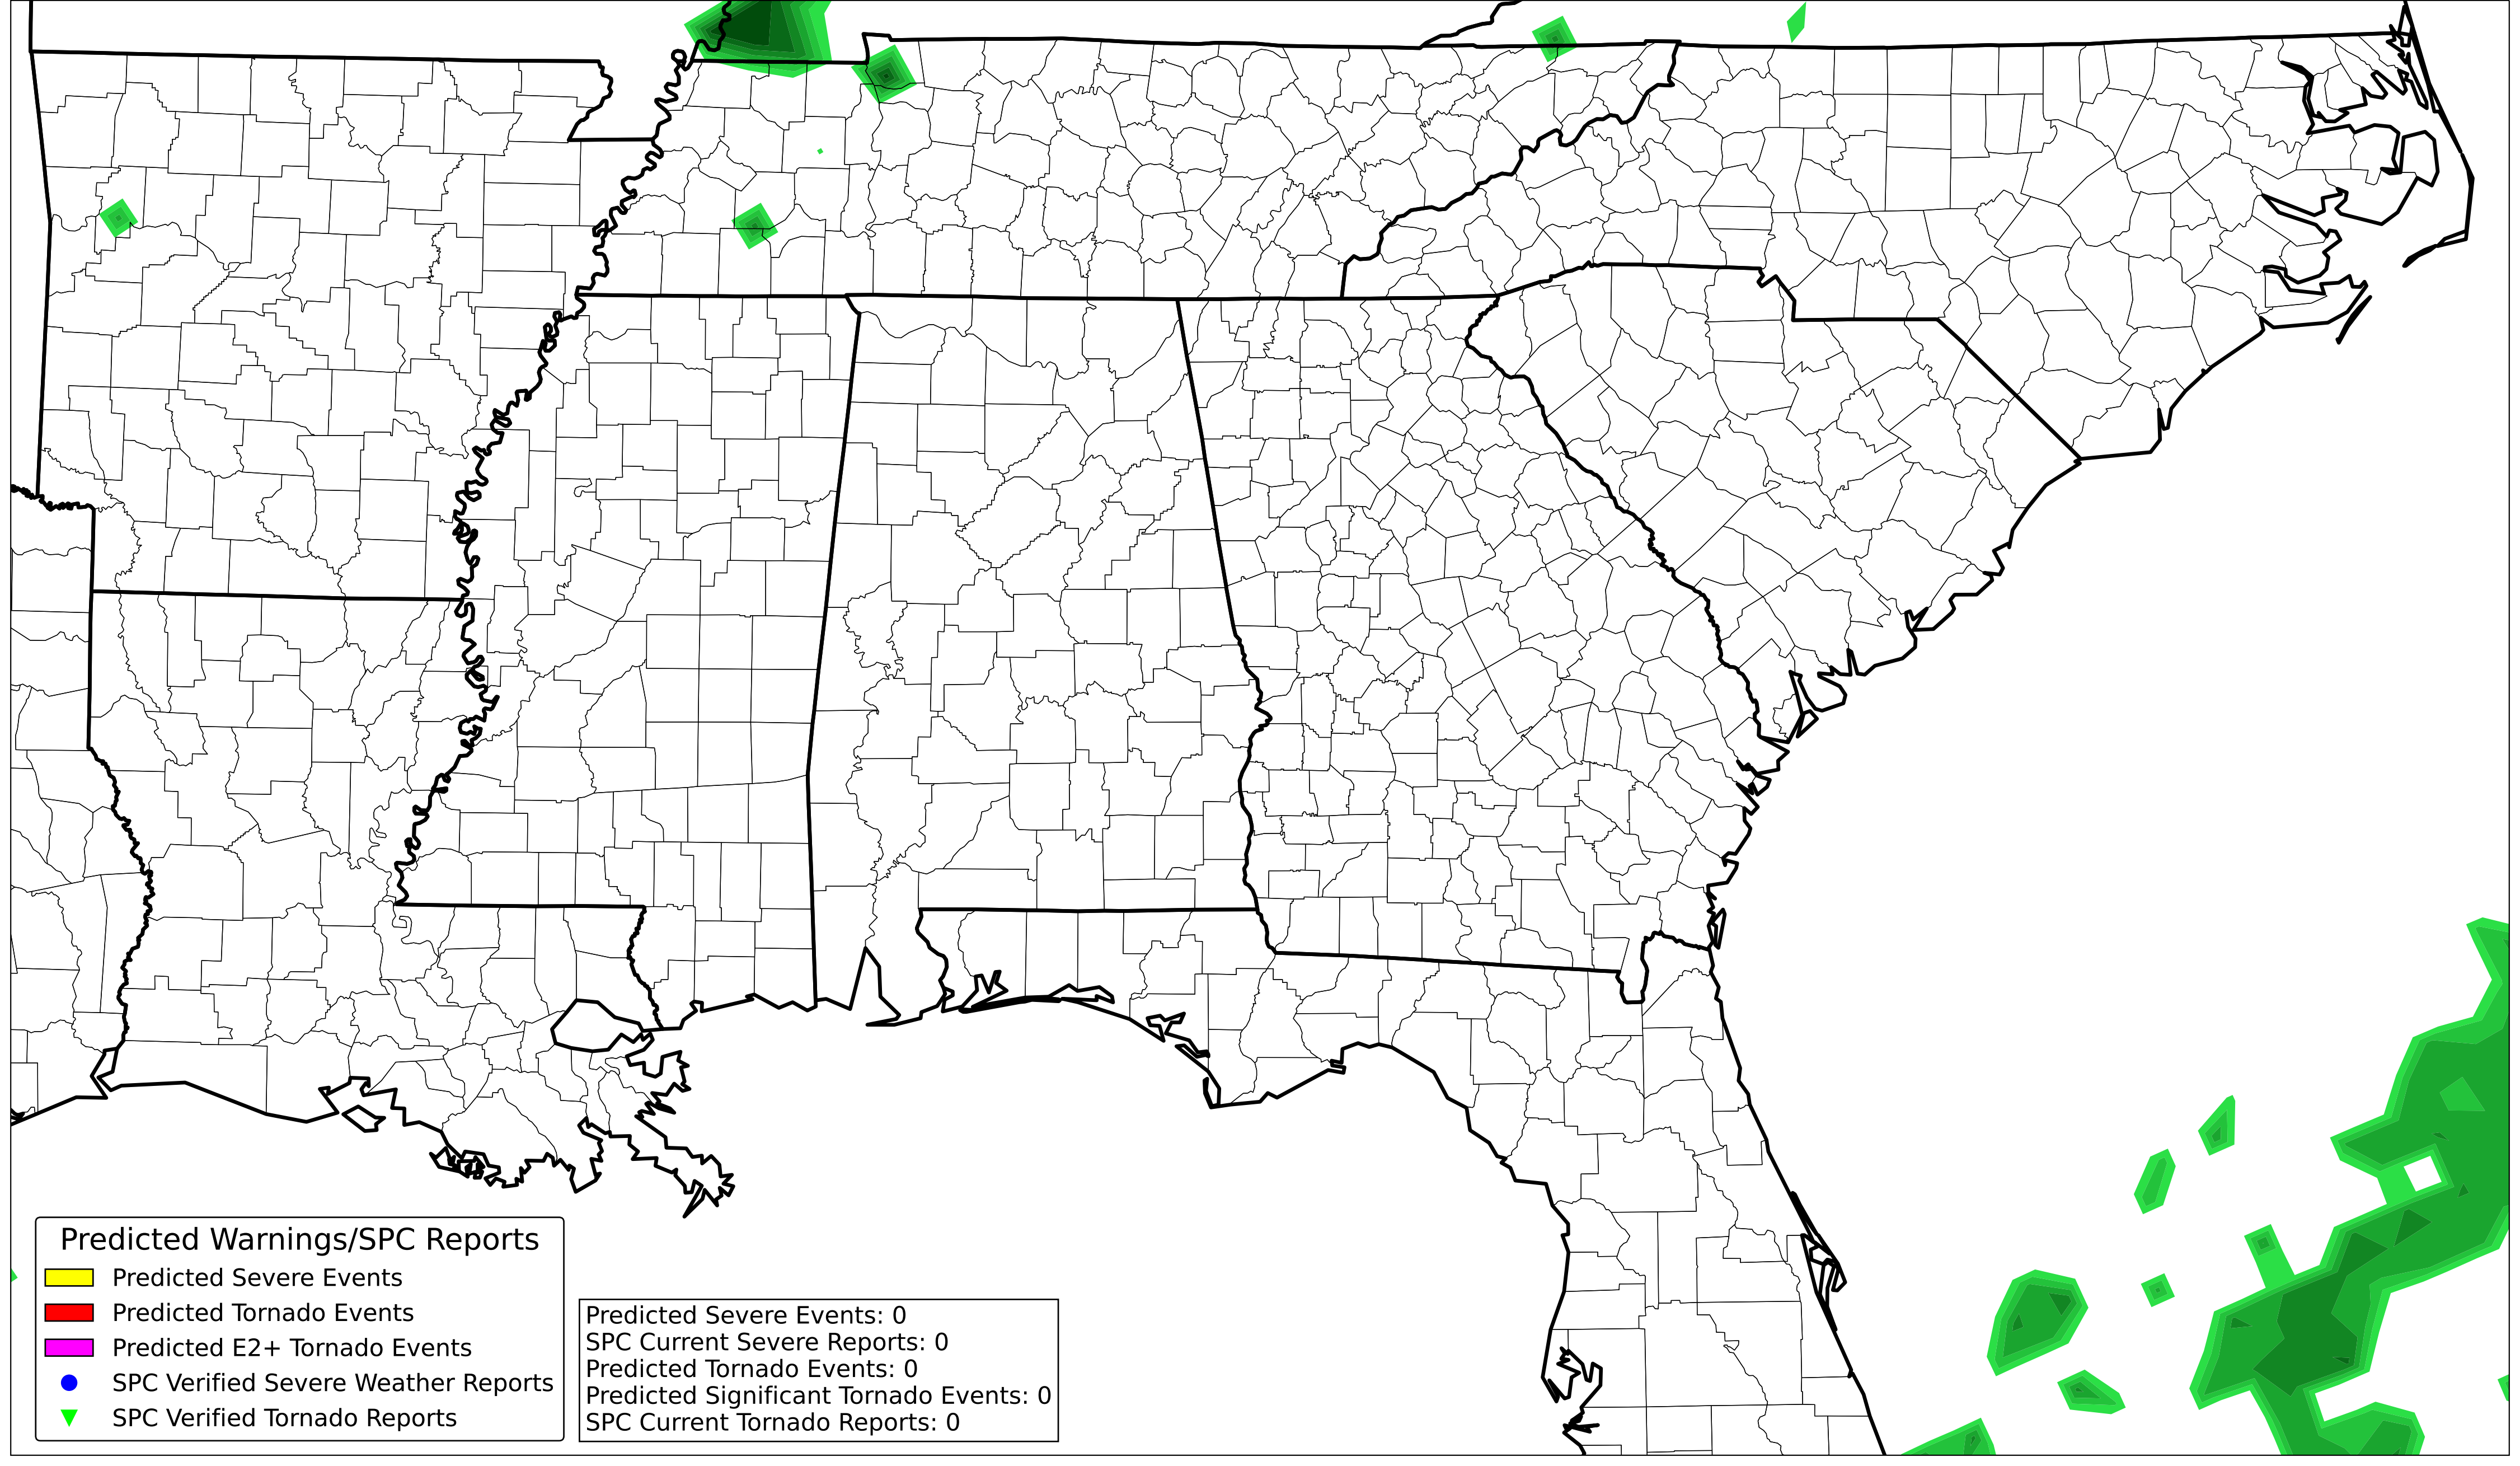 Predicted Warnings/SPC Reports
Predicted Severe Events
Predicted Tornado Events
Predicted E2+ Tornado Events
SPC Verified Severe Weather Reports
SPC Verified Tornado Reports
Predicted Severe Events: 0
SPC Current Severe Reports: 0
Predicted Tornado Events: 0
Predicted Significant Tornado Events: 0
SPC Current Tornado Reports: 0